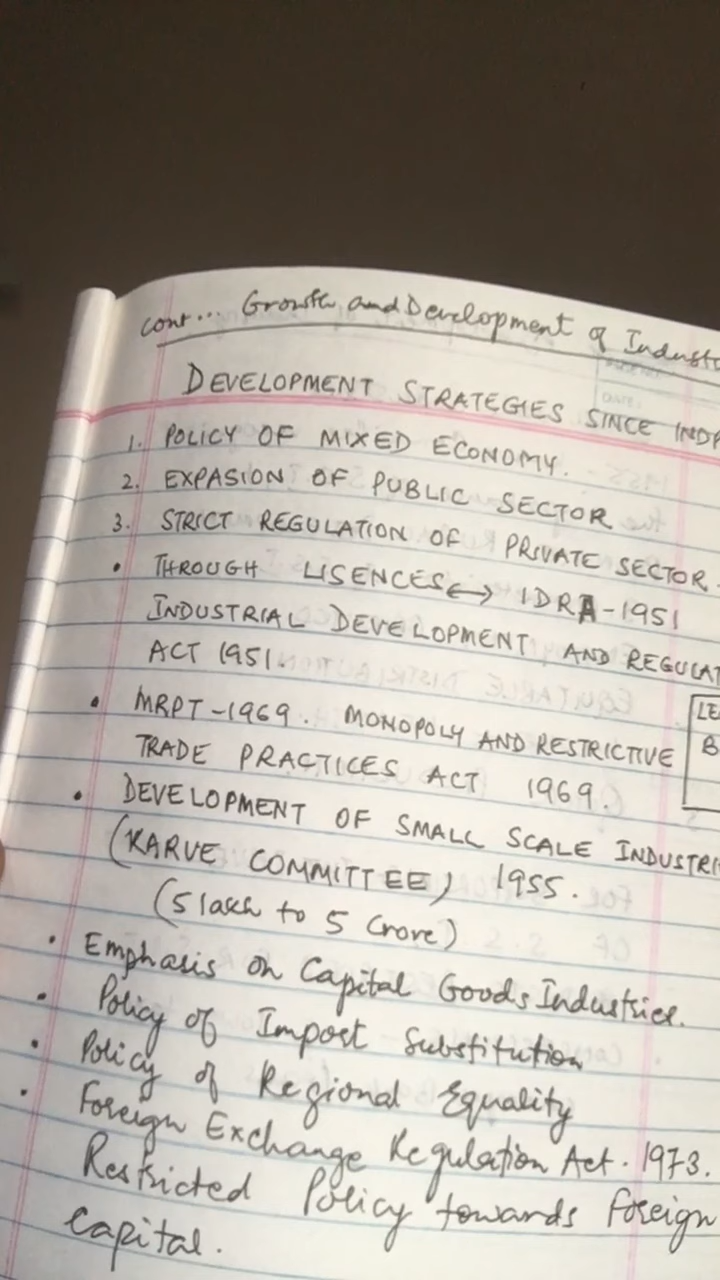 cont... Growth and Development of Indust
DEVELOPMENT STRATEGIES SINCE INDP
1. POLICY OF MIXED ECONOMY.
2. EXPASION OF PUBLIC SECTOR
3. STRICT REGULATION OF PRIVATE SECTOR.
• THROUGH LISENCES ↔ IDRA-1951
INDUSTRIAL DEVELOPMENT AND REGULAT
ACT 1951.
• MRPT-1969. MONOPOLY AND RESTRICTIVE
TRADE PRACTICES ACT 1969.
LE
B
• DEVELOPMENT OF SMALL SCALE INDUSTRI
(KARVE COMMITTEE) 1955.
(5 lakh to 5 Crore)
• Emphasis on Capital Goods Industries.
• Policy of Import Substitution
• Policy of Regional Equality
• Foreign Exchange Regulation Act. 1973.
Restricted Policy towards foreign
capital.